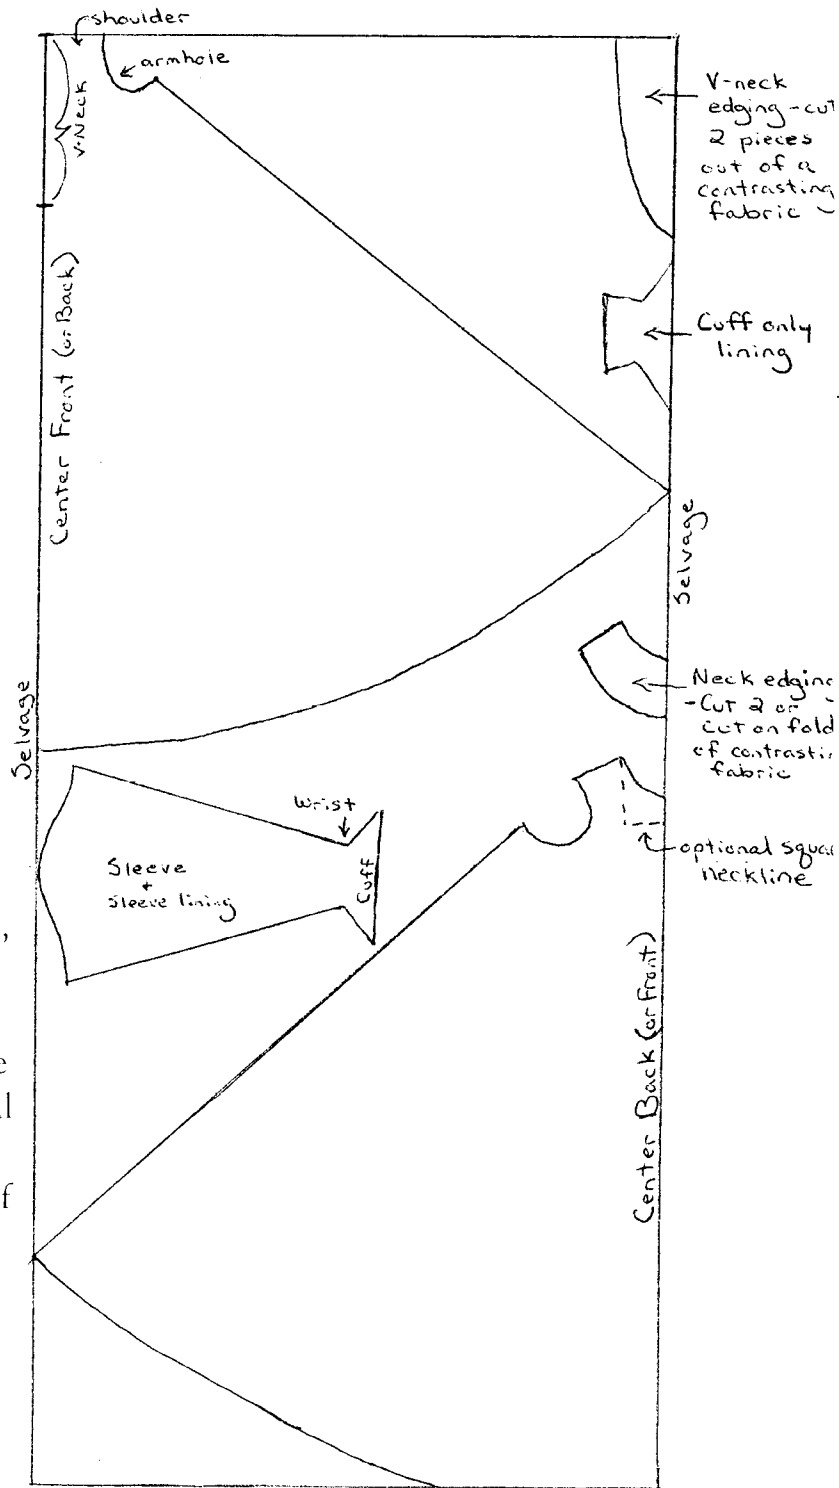 shoulder
armhole
V-Neck
V-neck
edging-cut
2 pieces
out of a
contrasting
fabric
Center Front (or Back)
Cuff only
lining
Selvage
Selvage
Neck edging
-Cut 2 or
cut on fold
of contrastin
fabric
Wrist
Sleeve
+
Sleeve lining
Cuff
optional squa
neckline
,
Center Back (or Front)
e
l
f